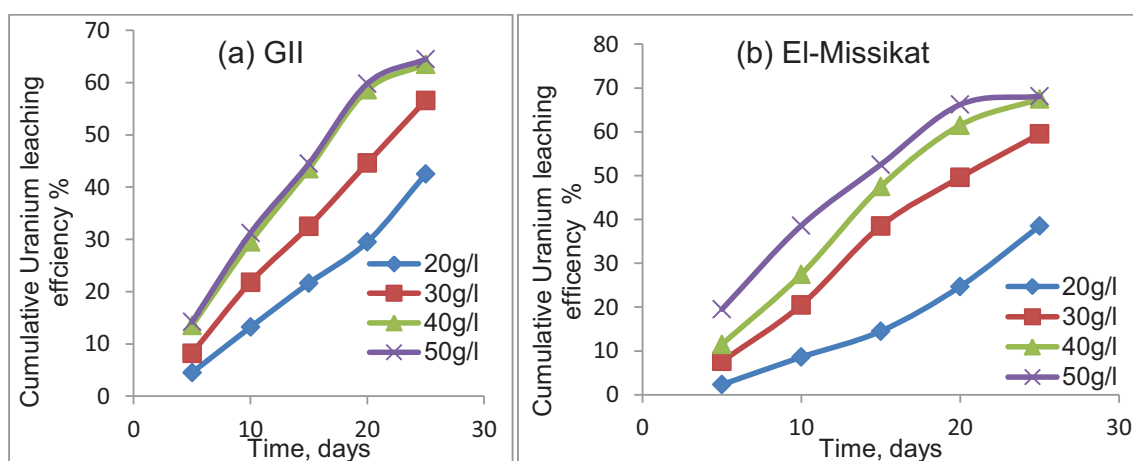 (a) GII
Cumulative Uranium leaching
effciency %
70
60
50
40
30
20
10
0
0
10
20
30
Time, days
20g/l
30g/l
40g/l
50g/l
(b) El-Missikat
Cumulative Uranium leaching
efficency %
80
70
60
50
40
30
20
10
0
0
10
20
30
Time, days
20g/l
30g/l
40g/l
50g/l